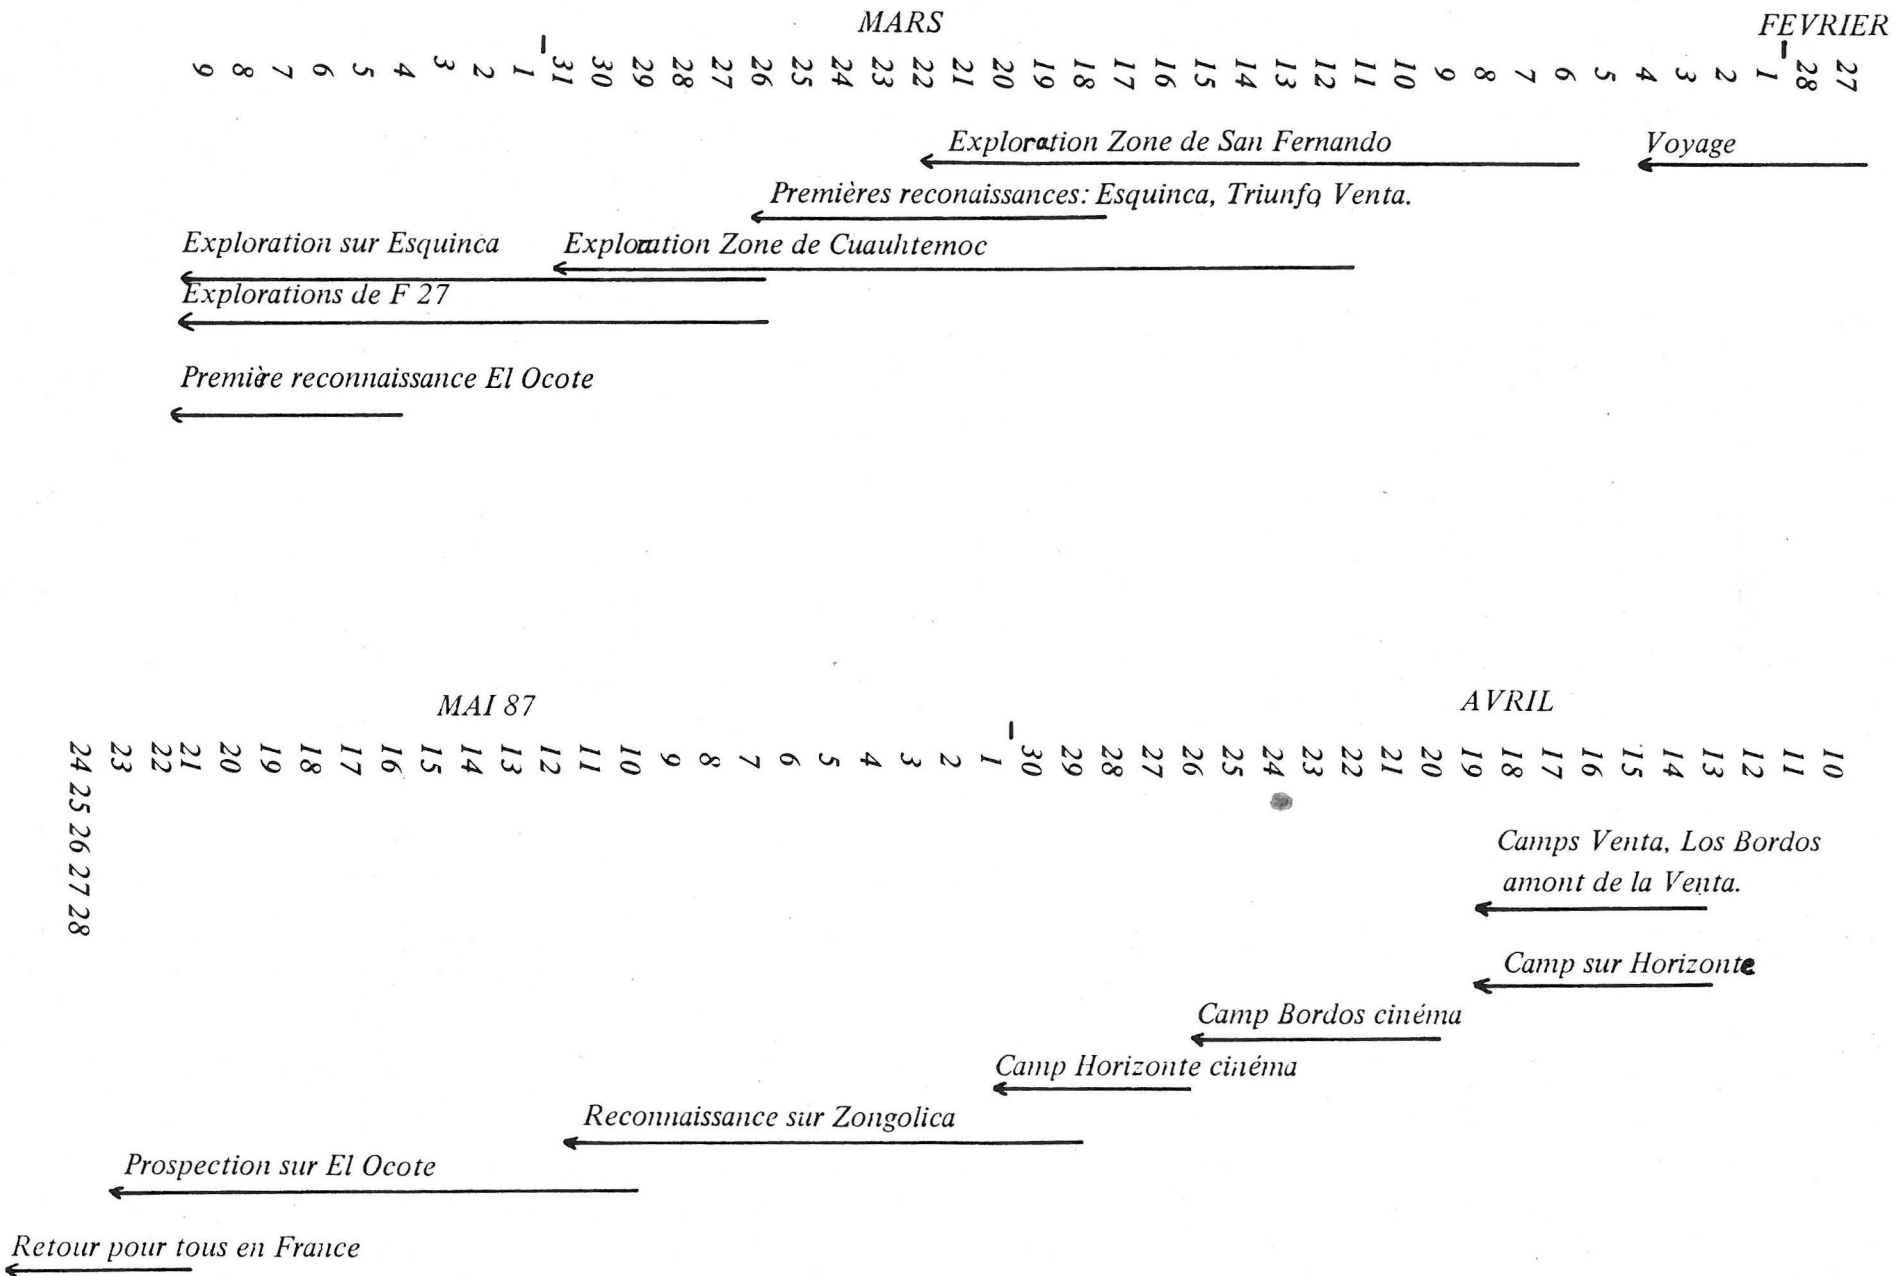 MARS FEVRIER
9 8 7 6 5 4 3 2 1 31 30 29 28 27 26 25 24 23 22 21 20 19 18 17 16 15 14 13 12 11 10 9 8 7 6 5 4 3 2 1 28 27
Exploration Zone de San Fernando Voyage
Premières reconaissances: Esquinca, Triunfo, Venta.
Exploration sur Esquinca Exploration Zone de Cuauhtemoc
Explorations de F 27
Première reconnaissance El Ocote
MAI 87 AVRIL
24 23 22 21 20 19 18 17 16 15 14 13 12 11 10 9 8 7 6 5 4 3 2 1 30 29 28 27 26 25 24 23 22 21 20 19 18 17 16 15 14 13 12 11 10
25 26 27 28
Camps Venta, Los Bordos
amont de la Venta.
Camp sur Horizonte
Camp Bordos cinéma
Camp Horizonte cinéma
Reconnaissance sur Zongolica
Prospection sur El Ocote
Retour pour tous en France